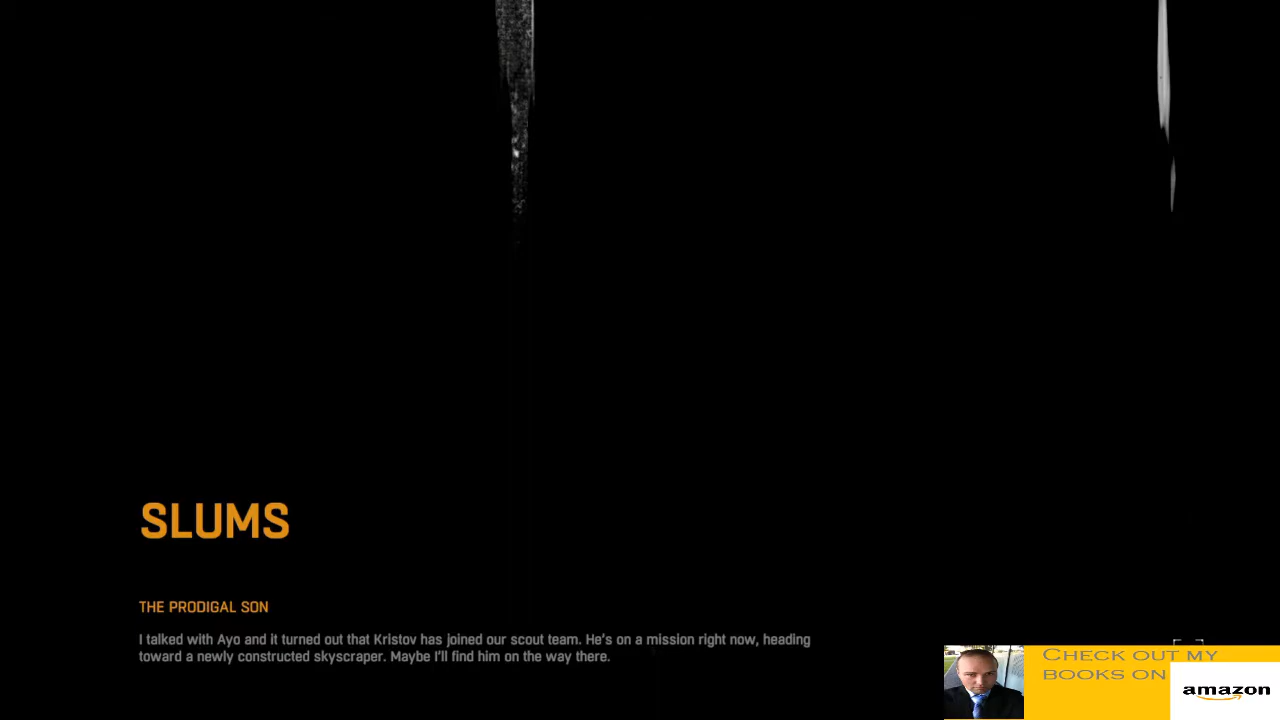 SLUMS
THE PRODIGAL SON
I talked with Ayo and it turned out that Kristov has joined our scout team. He's on a mission right now, heading
toward a newly constructed skyscraper. Maybe I'll find him on the way there.
CHECK OUT MY
BOOKS ON
amazon